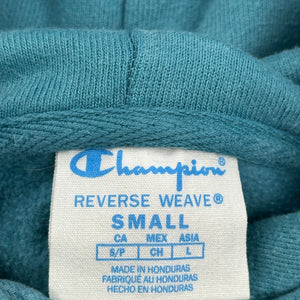 Champion®
REVERSE WEAVE®
SMALL
CA MEX ASIA
S/P CH L
MADE IN HONDURAS
FABRIQUÉ AU HONDURAS
HECHO EN HONDURAS